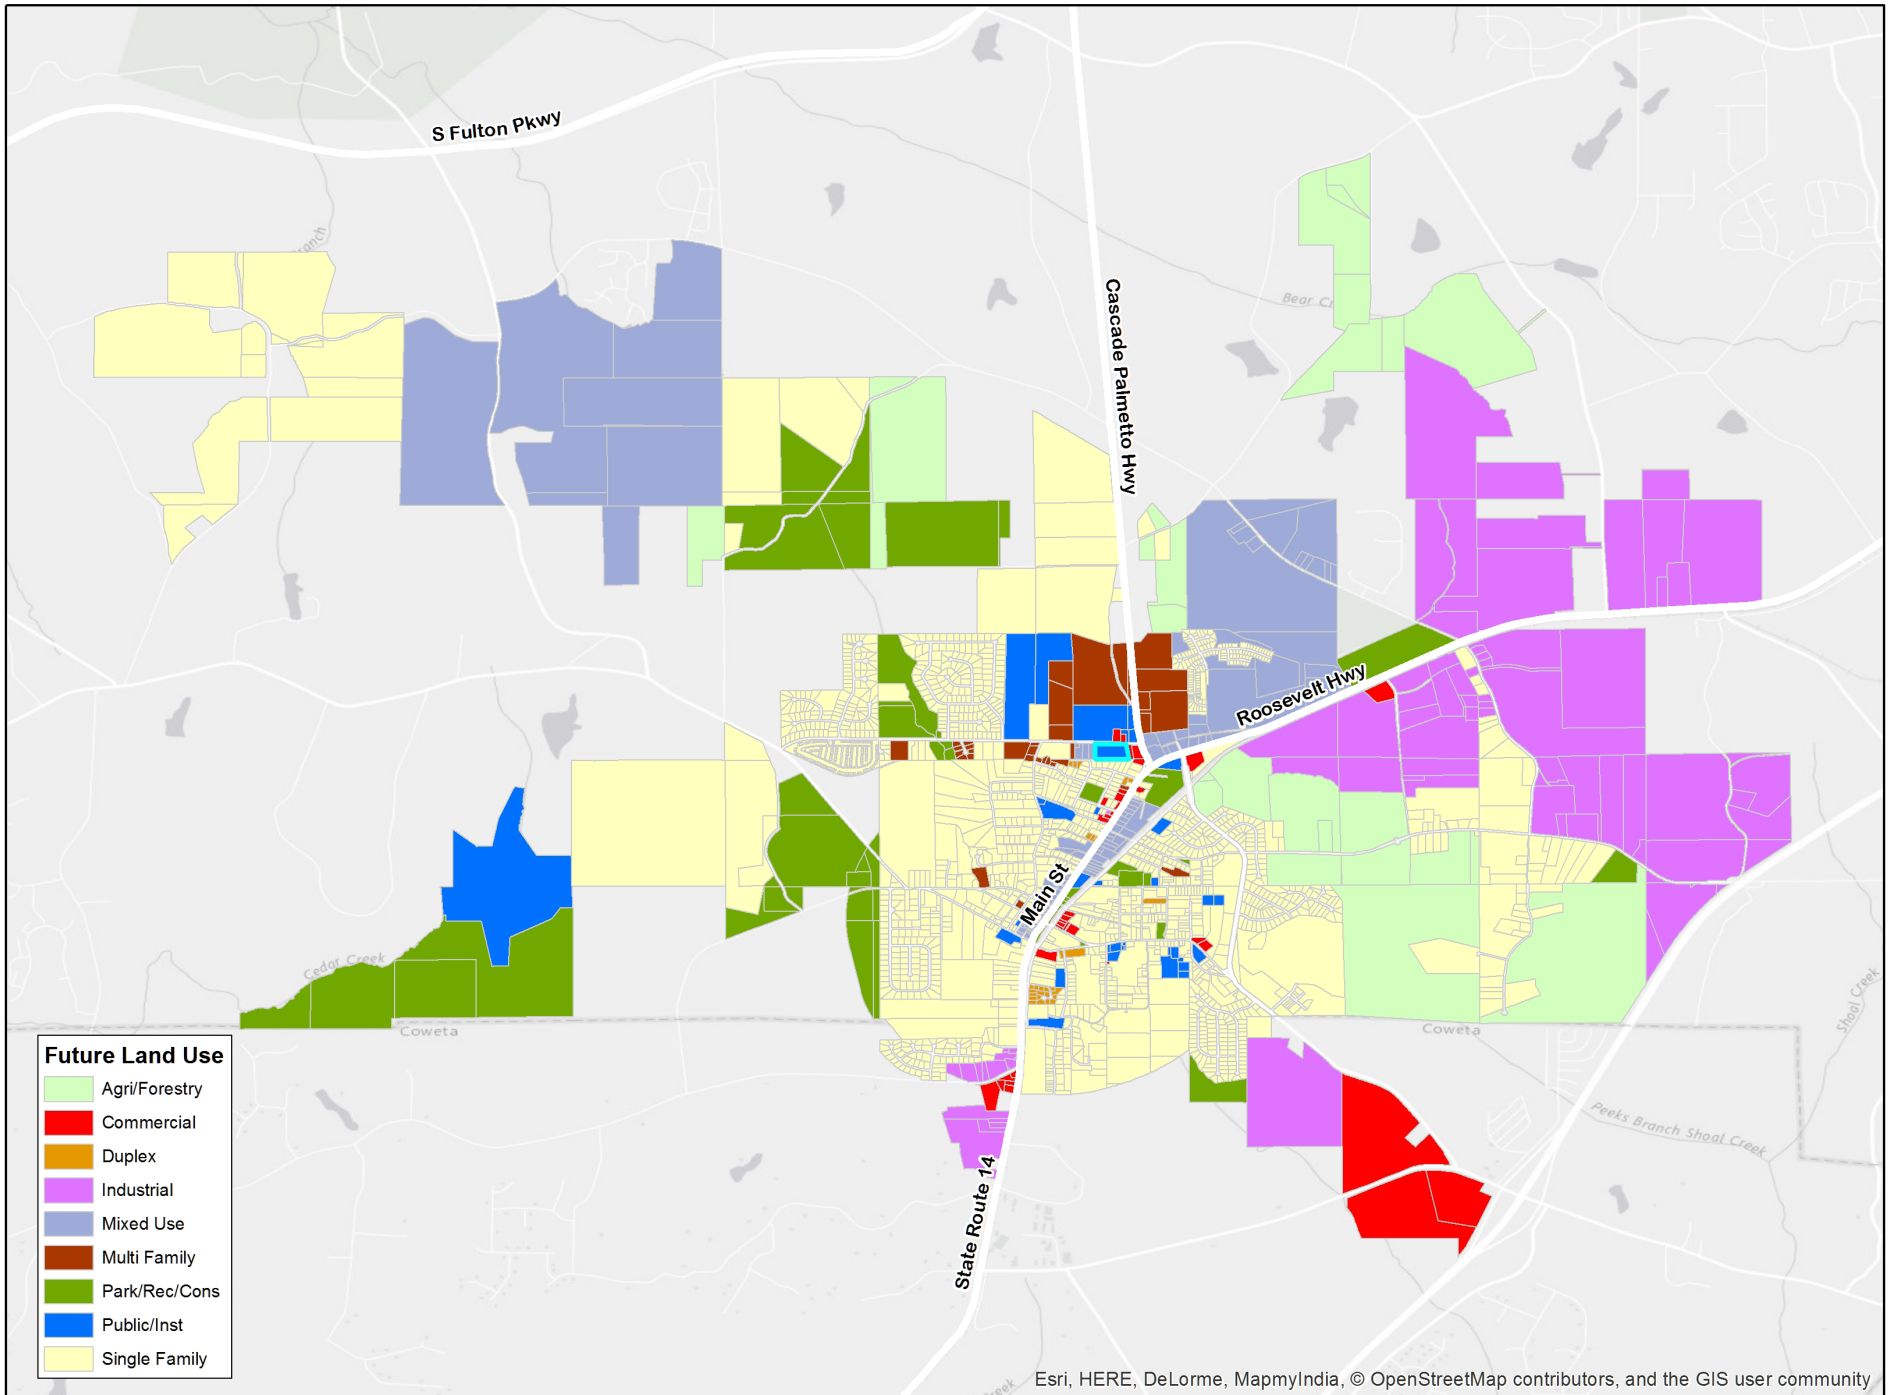 S Fulton Pkwy
ranch
Cascade Palmetto Hwy
Bear Cr
Roosevelt Hwy
Main St
Cedar Creek
Coweta
Coweta
Shoal Creek
Peeks Branch Shoal Creek
State Route 14
Future Land Use
Agri/Forestry
Commercial
Duplex
Industrial
Mixed Use
Multi Family
Park/Rec/Cons
Public/Inst
Single Family
reek
Esri, HERE, DeLorme, MapmyIndia, © OpenStreetMap contributors, and the GIS user community